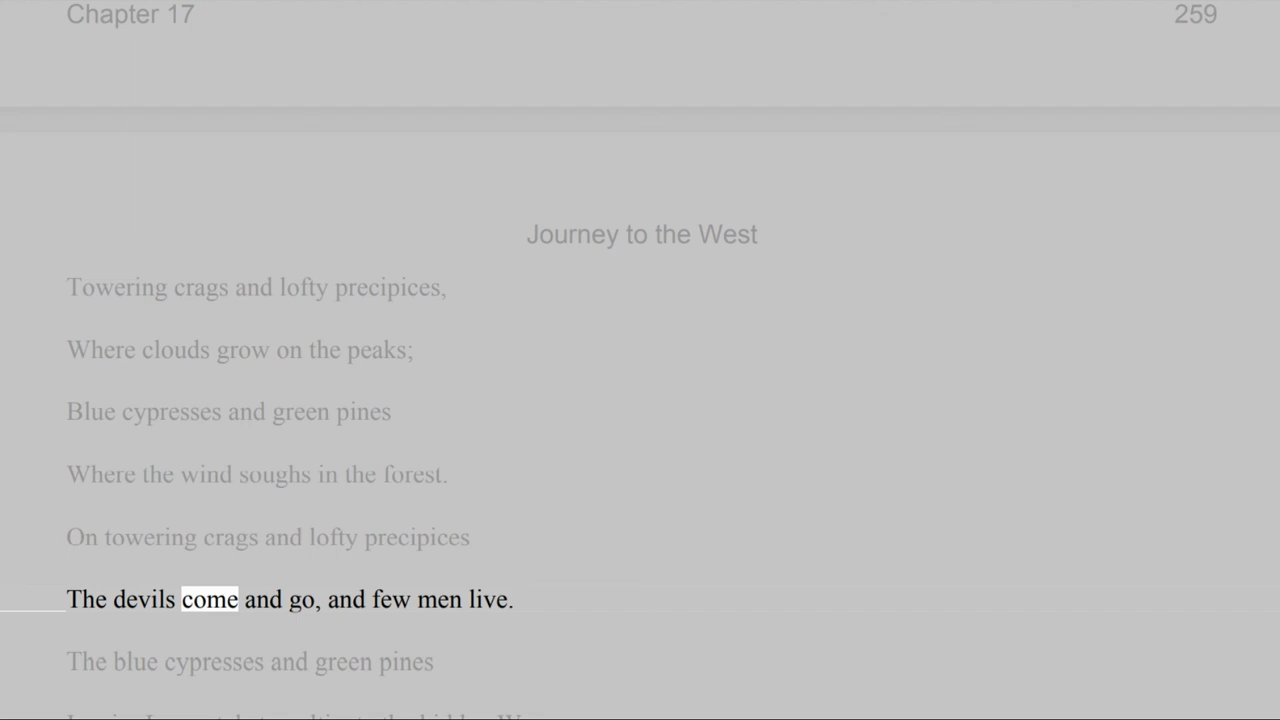 Chapter 17 259
Journey to the West
Towering crags and lofty precipices,
Where clouds grow on the peaks;
Blue cypresses and green pines
Where the wind soughs in the forest.
On towering crags and lofty precipices
The devils come and go, and few men live.
The blue cypresses and green pines